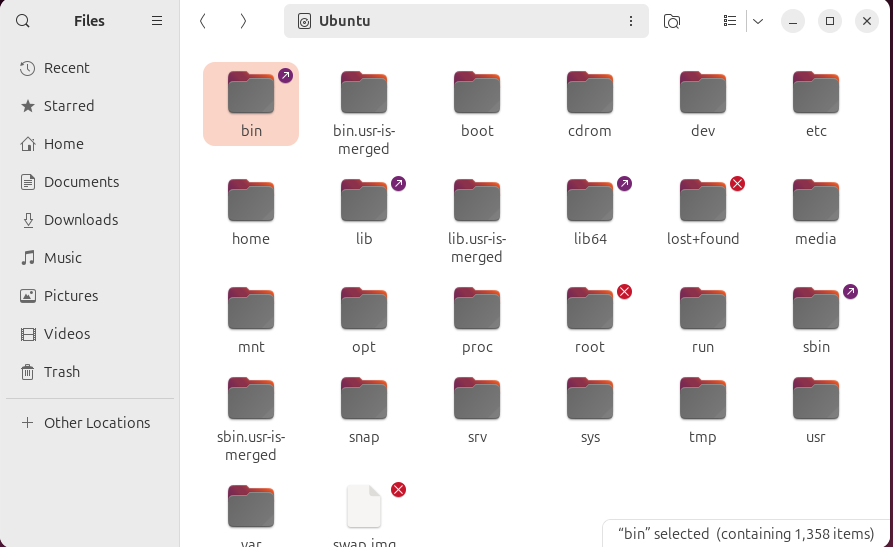 Files
Ubuntu
Recent
Starred
Home
Documents
Downloads
Music
Pictures
Videos
Trash
Other Locations
bin
bin.usr-is-
merged
boot
cdrom
dev
etc
home
lib
lib.usr-is-
merged
lib64
lost+found
media
mnt
opt
proc
root
run
sbin
sbin.usr-is-
merged
snap
srv
sys
tmp
usr
var
swap.img
“bin” selected (containing 1,358 items)